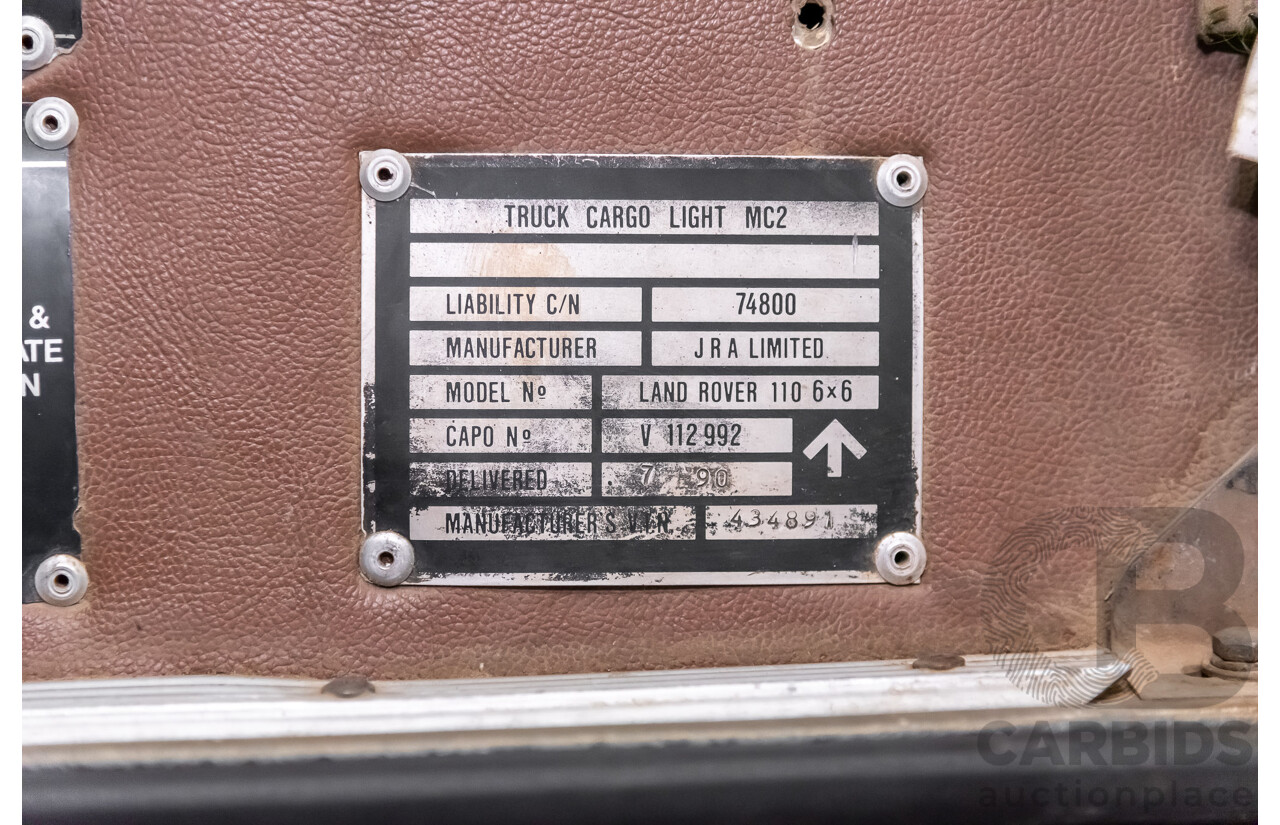 &
ATE
N
TRUCK CARGO LIGHT MC2
LIABILITY C/N 74800
MANUFACTURER J R A LIMITED
MODEL Nº LAND ROVER 110 6×6
CAPO Nº V 112 992
DELIVERED 7 90
MANUFACTURER'S V.I.N. 434891
CARBIDS
auctionplace